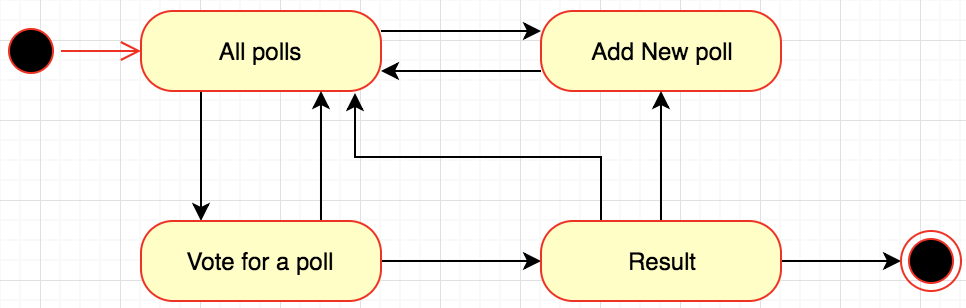 All polls
Add New poll
Vote for a poll
Result